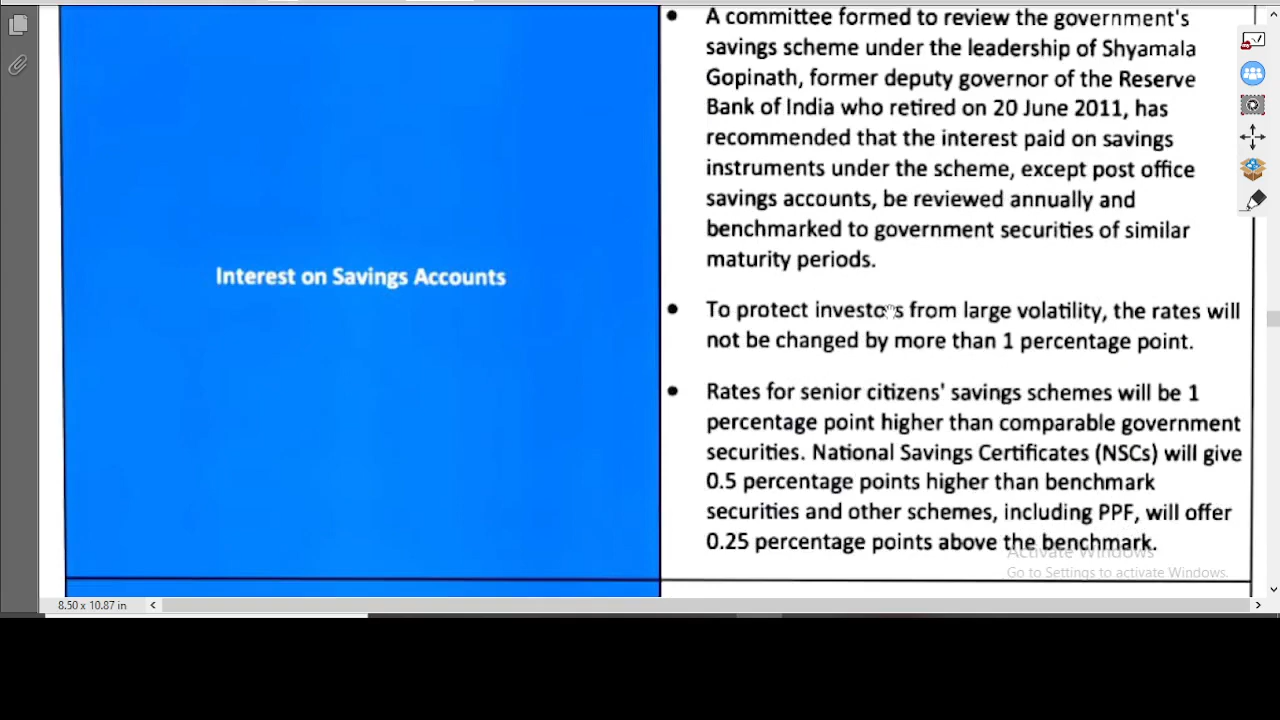 Interest on Savings Accounts
A committee formed to review the government's
savings scheme under the leadership of Shyamala
Gopinath, former deputy governor of the Reserve
Bank of India who retired on 20 June 2011, has
recommended that the interest paid on savings
instruments under the scheme, except post office
savings accounts, be reviewed annually and
benchmarked to government securities of similar
maturity periods.
To protect investors from large volatility, the rates will
not be changed by more than 1 percentage point.
Rates for senior citizens' savings schemes will be 1
percentage point higher than comparable government
securities. National Savings Certificates (NSCs) will give
0.5 percentage points higher than benchmark
securities and other schemes, including PPF, will offer
0.25 percentage points above the benchmark.
Activate Windows
Go to Settings to activate Windows.
8.50 x 10.87 in